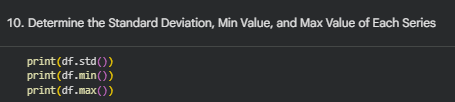 10. Determine the Standard Deviation, Min Value, and Max Value of Each Series
print(df.std())
print(df.min())
print(df.max())